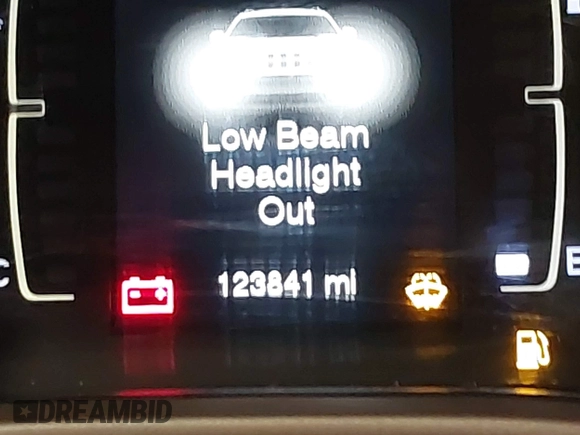 Low Beam
Headlight
Out
123841 mi
C
E
DREAMBID